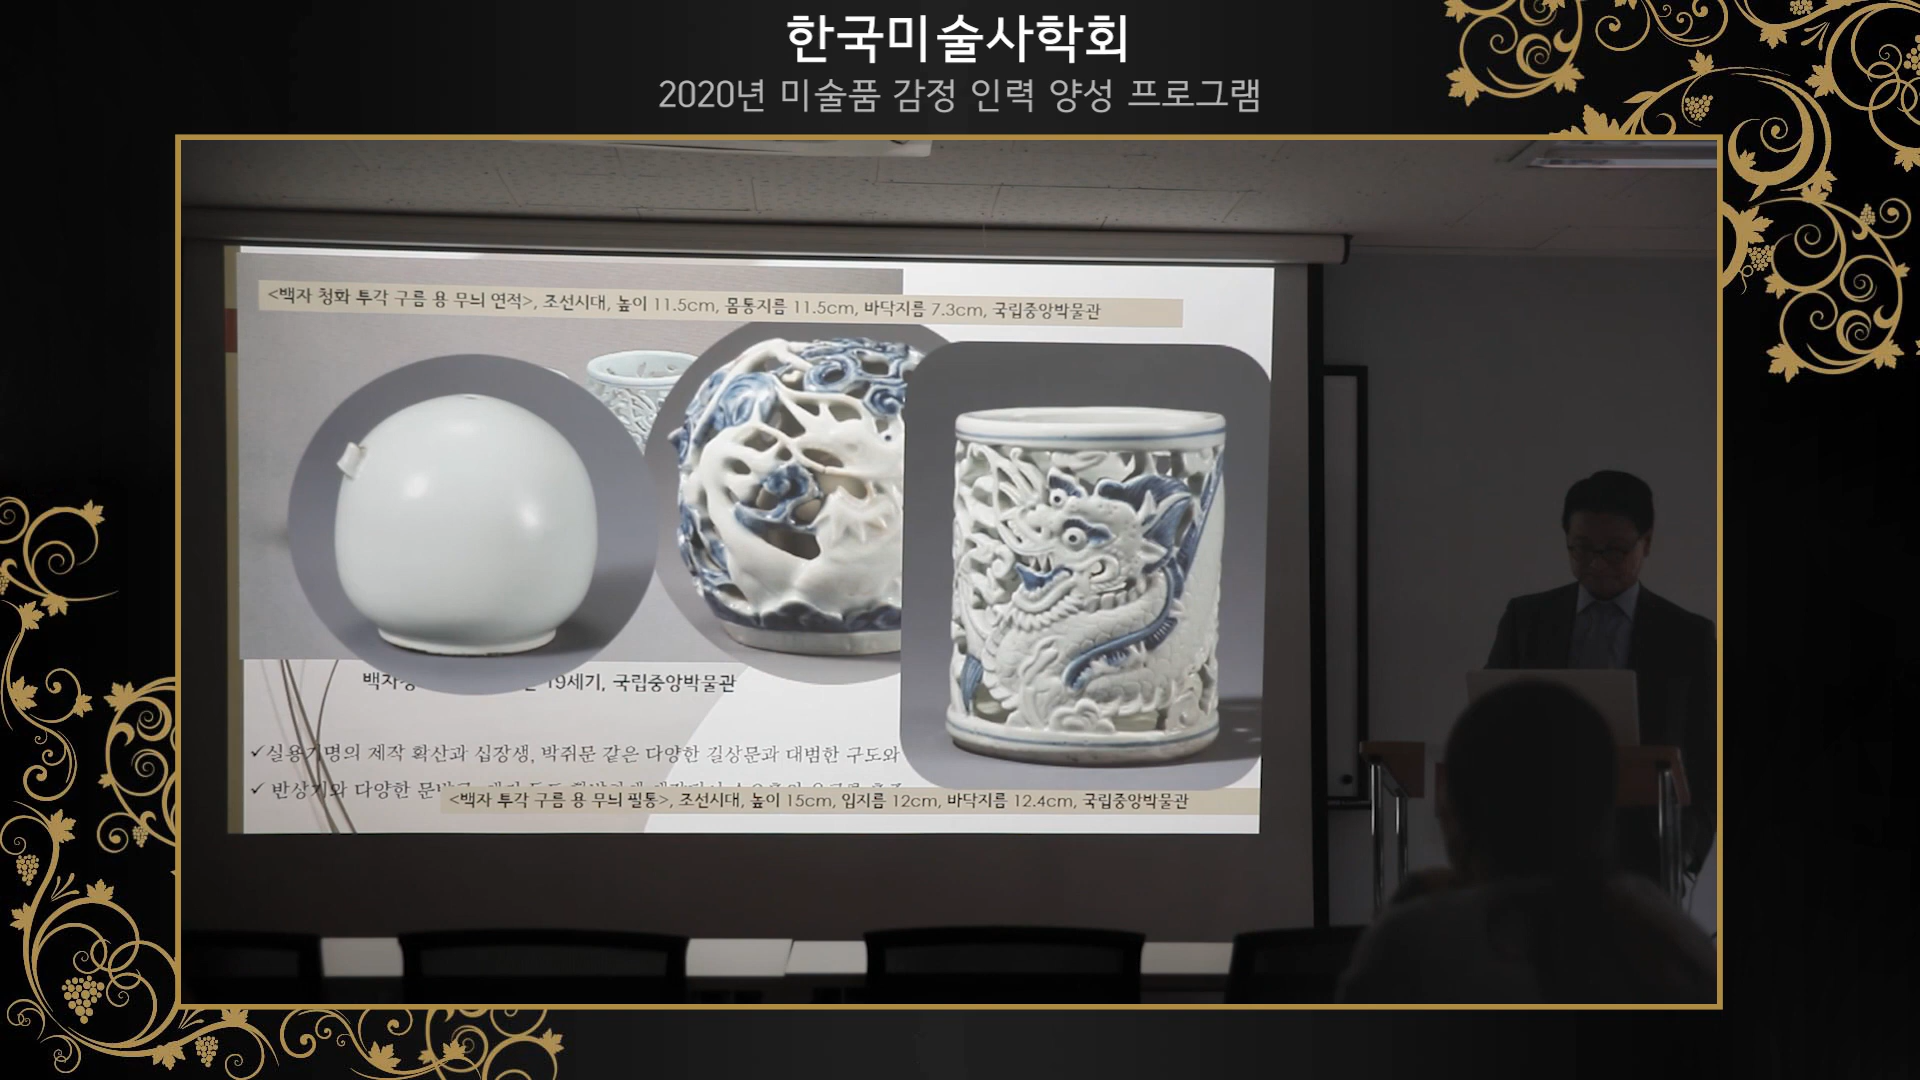 한국미술사학회
2020년 미술품 감정 인력 양성 프로그램
<백자 청화 투각 구름 용 무늬 연적>, 조선시대, 높이 11.5cm, 몸통지름 11.5cm, 바닥지름 7.3cm, 국립중앙박물관
19세기, 국립중앙박물관
✓실용기명의 제작 확산과 십장생, 박쥐문 같은 다양한 길상문과 대범한 구도와
✓ 반상기와 다양한
<백자 투각 구름 용 무늬 필통>, 조선시대, 높이 15cm, 입지름 12cm, 바닥지름 12.4cm, 국립중앙박물관